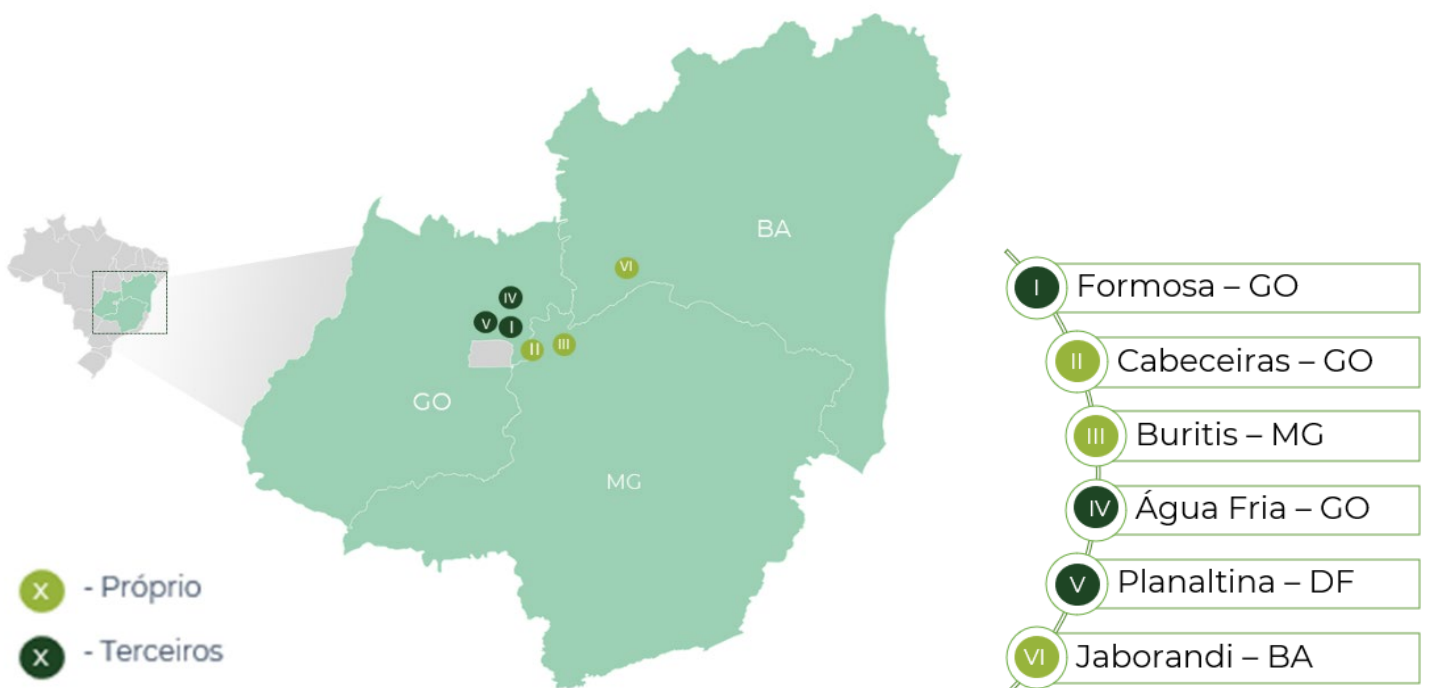 BA
VI
IV
V
I
II
III
GO
MG
X - Próprio
X - Terceiros
I Formosa – GO
II Cabeceiras – GO
III Buritis – MG
IV Água Fria – GO
V Planaltina – DF
VI Jaborandi – BA